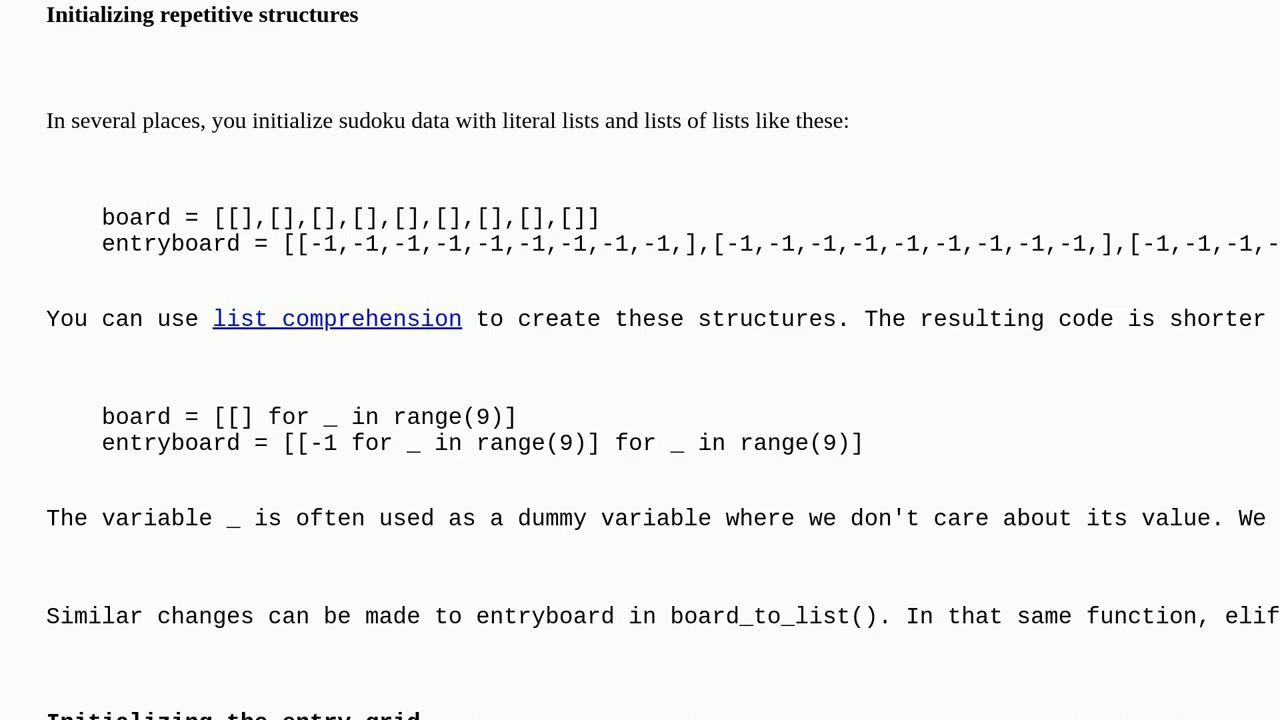 Initializing repetitive structures
In several places, you initialize sudoku data with literal lists and lists of lists like these:
board = [[],[],[],[],[],[],[],[],[]]
entryboard = [[-1,-1,-1,-1,-1,-1,-1,-1,-1,],[-1,-1,-1,-1,-1,-1,-1,-1,-1,],[-1,-1,-1,-
You can use list comprehension to create these structures. The resulting code is shorter
board = [[] for _ in range(9)]
entryboard = [[-1 for _ in range(9)] for _ in range(9)]
The variable _ is often used as a dummy variable where we don't care about its value. We
Similar changes can be made to entryboard in board_to_list(). In that same function, elif
Initializing the entry grid